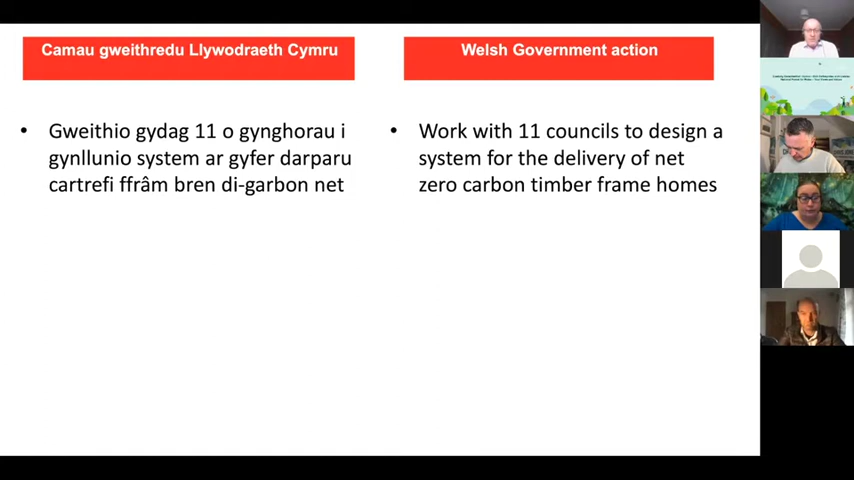 Camau gweithredu Llywodraeth Cymru
Gweithio gydag 11 o gynghorau i
gynllunio system ar gyfer darparu
cartrefi ffrâm bren di-garbon net
Welsh Government action
Work with 11 councils to design a
system for the delivery of net
zero carbon timber frame homes